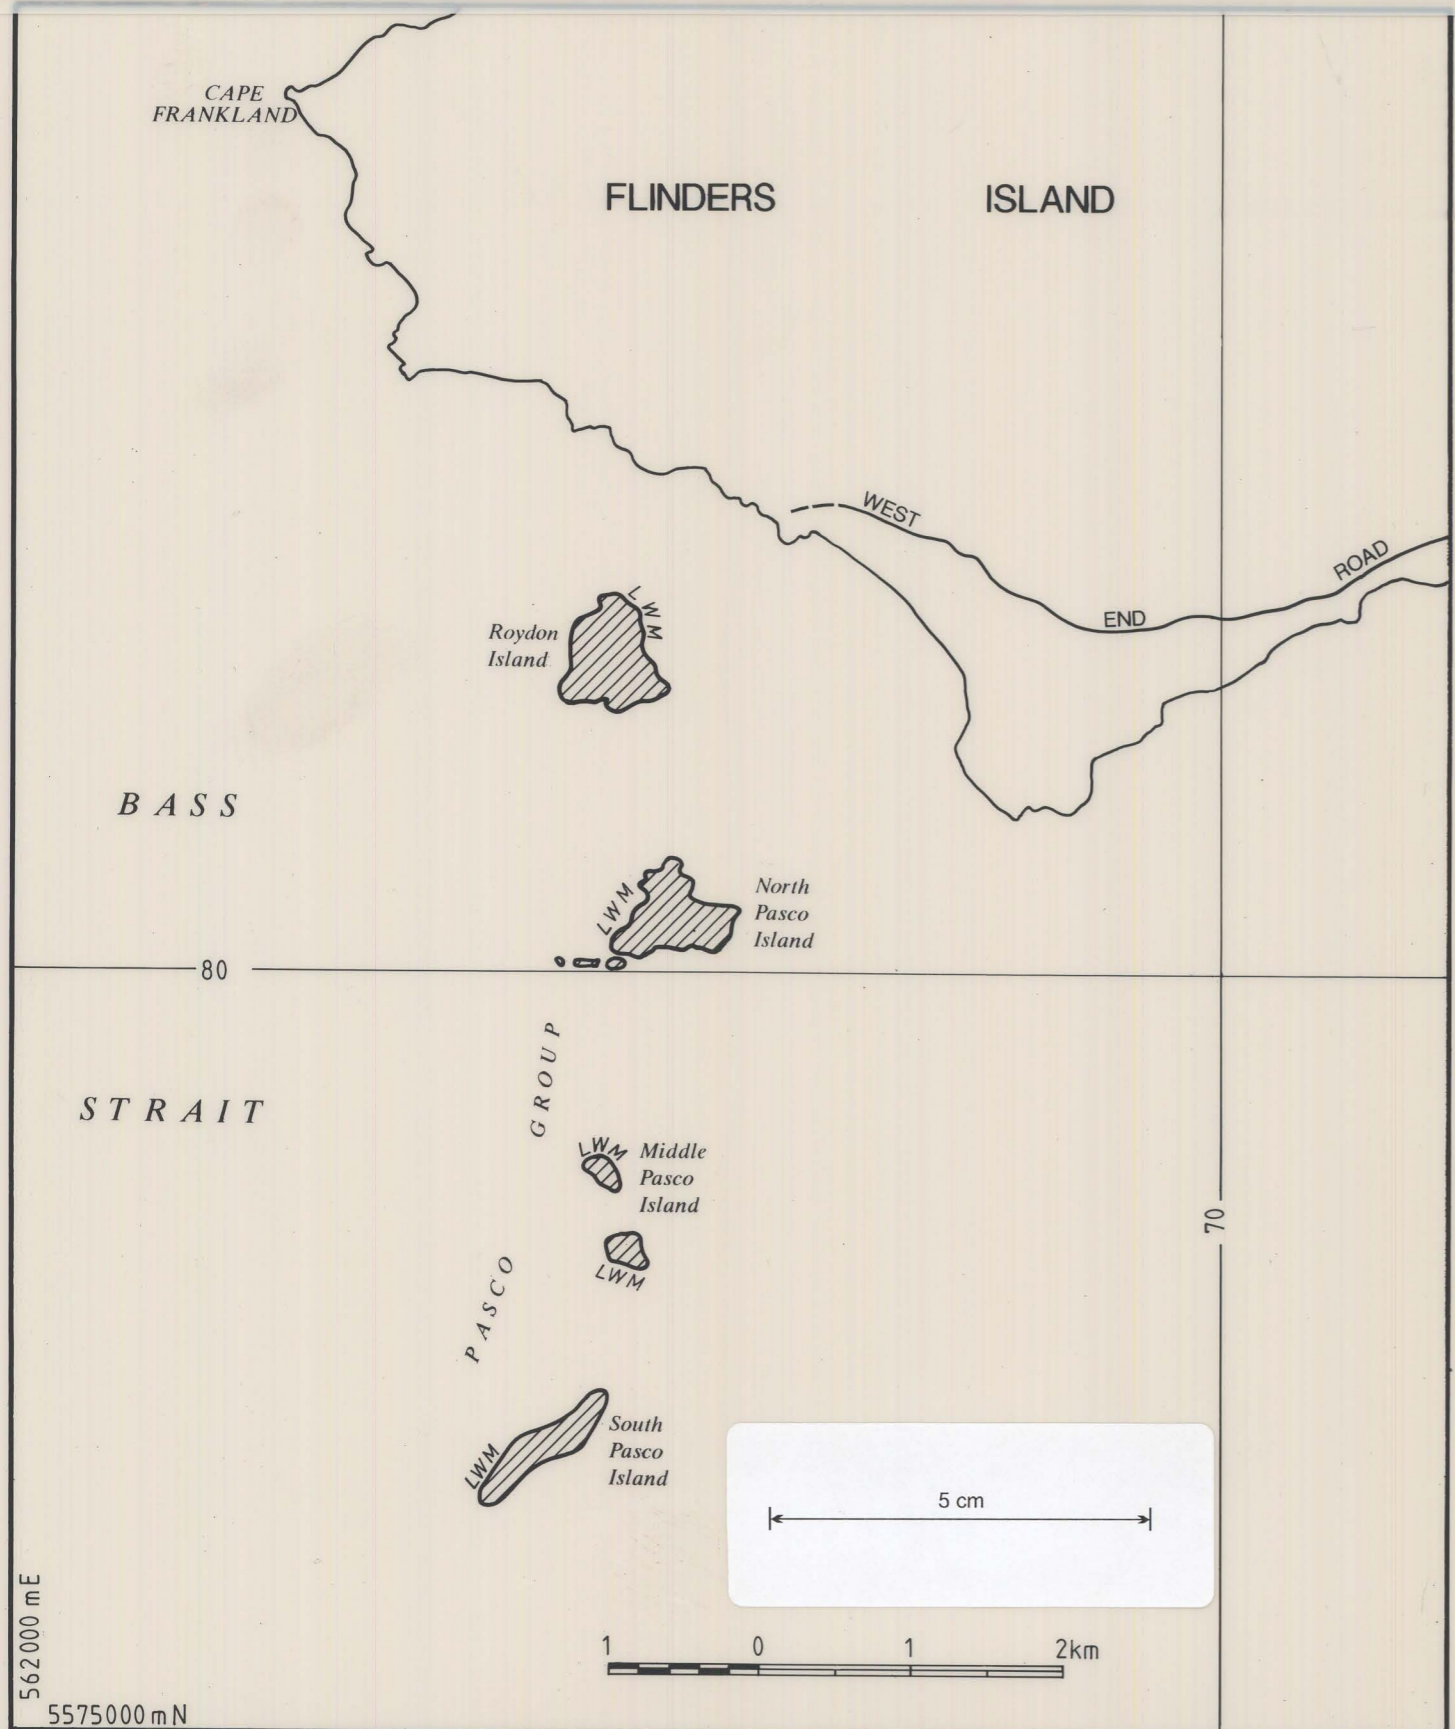 CAPE
FRANKLAND
FLINDERS ISLAND
WEST
END
ROAD
LWM
Roydon
Island
BASS
LWM
North
Pasco
Island
80
GROUP
STRAIT
LWM
Middle
Pasco
Island
70
LWM
PASCO
South
Pasco
Island
LWM
5 cm
1 0 1 2km
562000 mE
5575000 mN